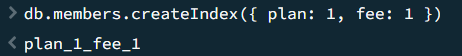 > db.members.createIndex({ plan: 1, fee: 1 })
< plan_1_fee_1